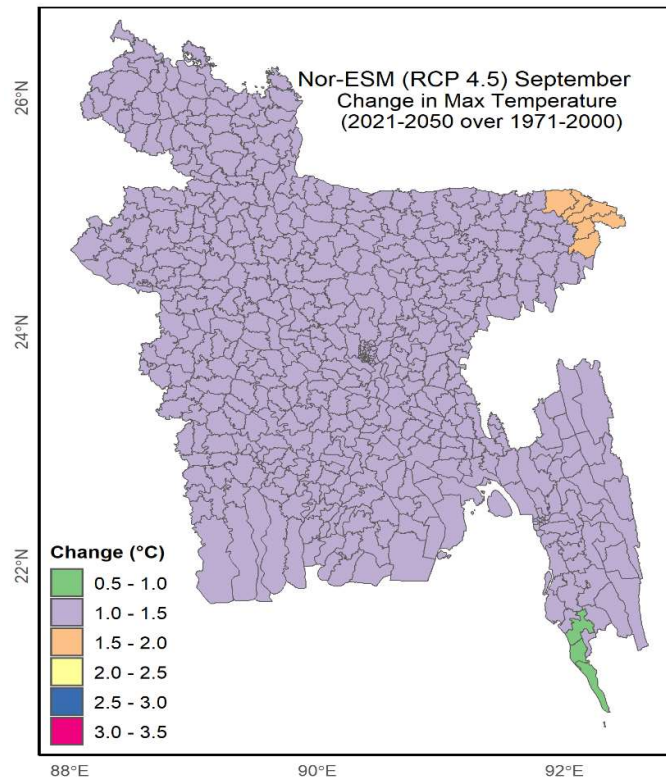 Nor-ESM (RCP 4.5) September
Change in Max Temperature
(2021-2050 over 1971-2000)
26°N
24°N
22°N
Change (°C)
0.5 - 1.0
1.0 - 1.5
1.5 - 2.0
2.0 - 2.5
2.5 - 3.0
3.0 - 3.5
88°E
90°E
92°E